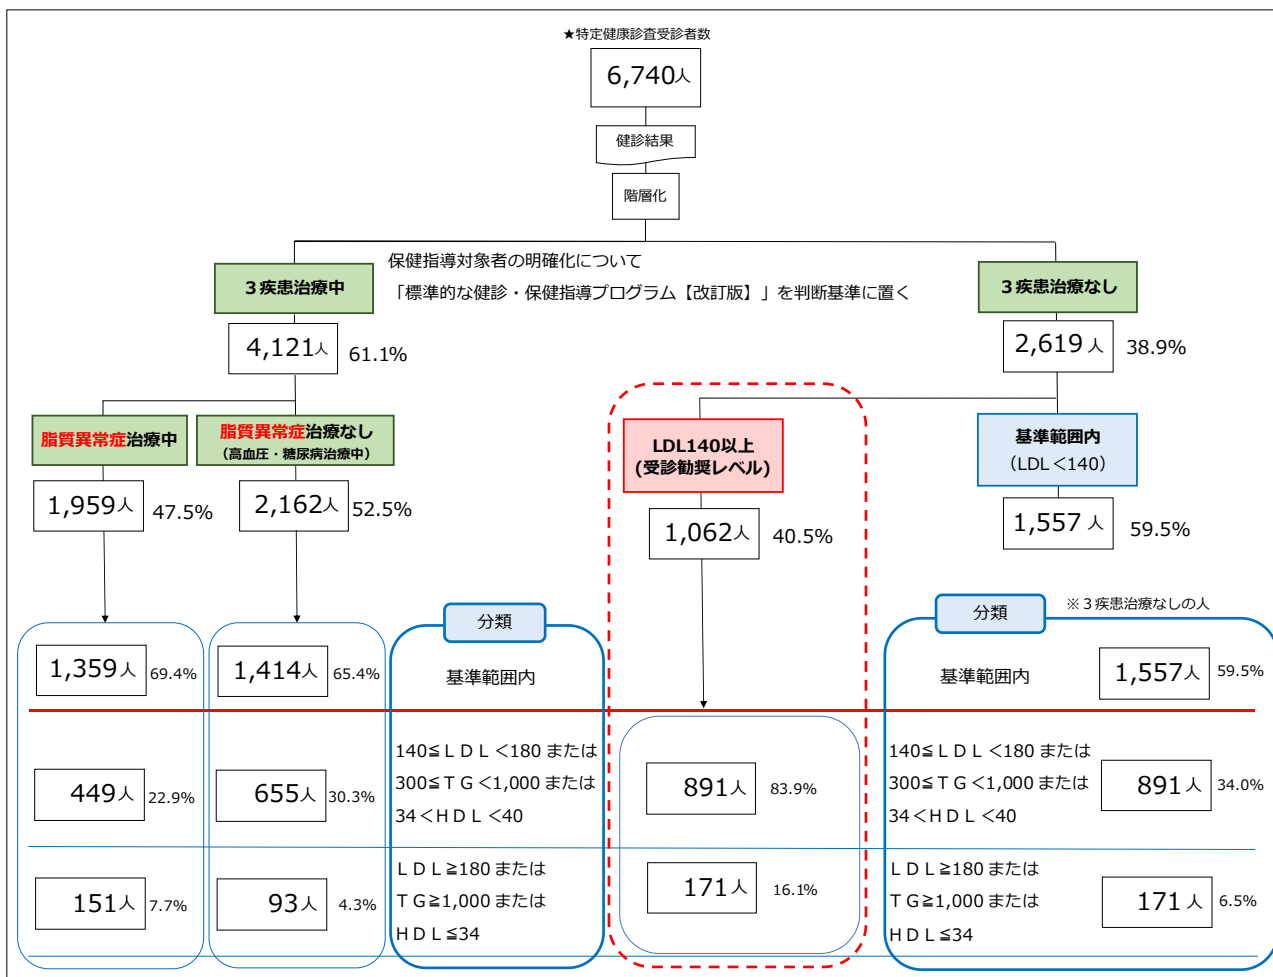 ★特定健康診査受診者数
6,740人
健診結果
階層化
保健指導対象者の明確化について
「標準的な健診・保健指導プログラム【改訂版】」を判断基準に置く
３疾患治療中
4,121人 61.1%
３疾患治療なし
2,619人 38.9%
脂質異常症治療中
1,959人 47.5%
脂質異常症治療なし
(高血圧・糖尿病治療中)
2,162人 52.5%
LDL140以上
(受診勧奨レベル)
1,062人 40.5%
基準範囲内
（LDL＜140）
1,557人 59.5%
分類
分類
※３疾患治療なしの人
1,359人 69.4%
1,414人 65.4%
基準範囲内
基準範囲内
1,557人 59.5%
449人 22.9%
655人 30.3%
140≦ＬＤＬ＜180 または
300≦ＴＧ＜1,000 または
34＜ＨＤＬ＜40
891人 83.9%
140≦ＬＤＬ＜180 または
300≦ＴＧ＜1,000 または
34＜ＨＤＬ＜40
891人 34.0%
151人 7.7%
93人 4.3%
ＬＤＬ≧180 または
ＴＧ≧1,000 または
ＨＤＬ≦34
171人 16.1%
ＬＤＬ≧180 または
ＴＧ≧1,000 または
ＨＤＬ≦34
171人 6.5%